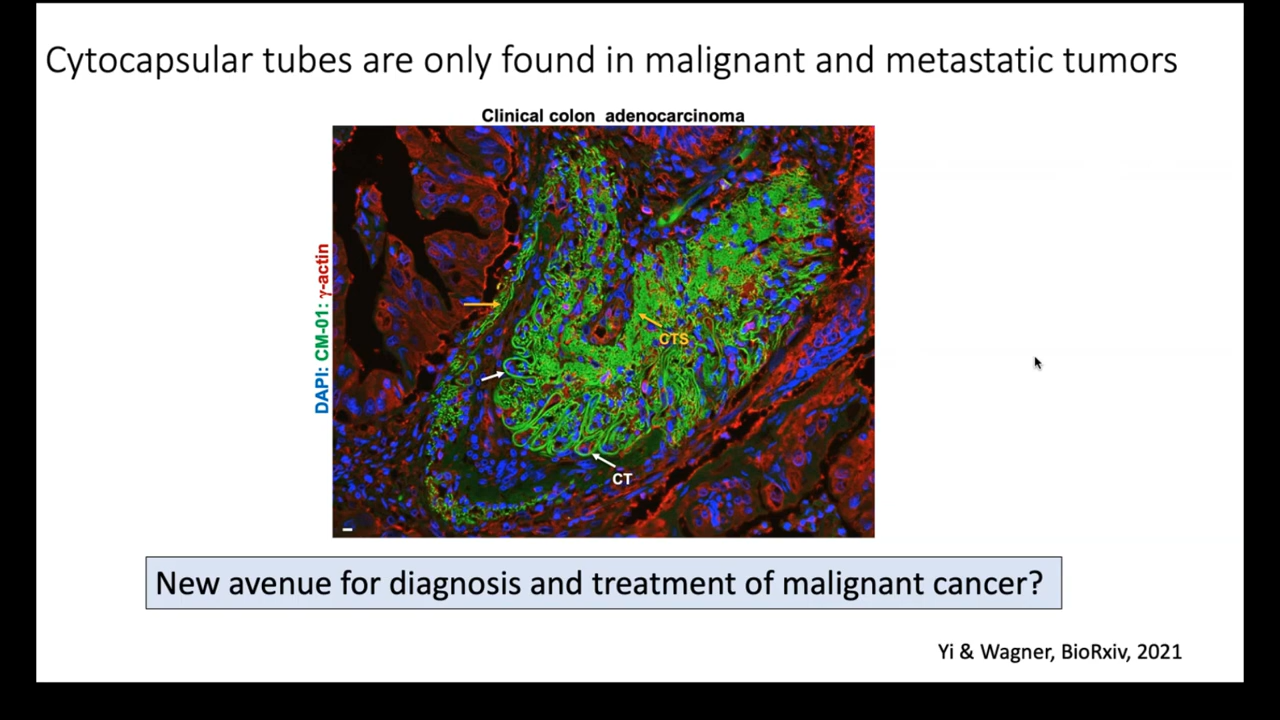 Cytocapsular tubes are only found in malignant and metastatic tumors
Clinical colon adenocarcinoma
DAPI: CM-01: γ-actin
CTS
CT
New avenue for diagnosis and treatment of malignant cancer?
Yi & Wagner, BioRxiv, 2021